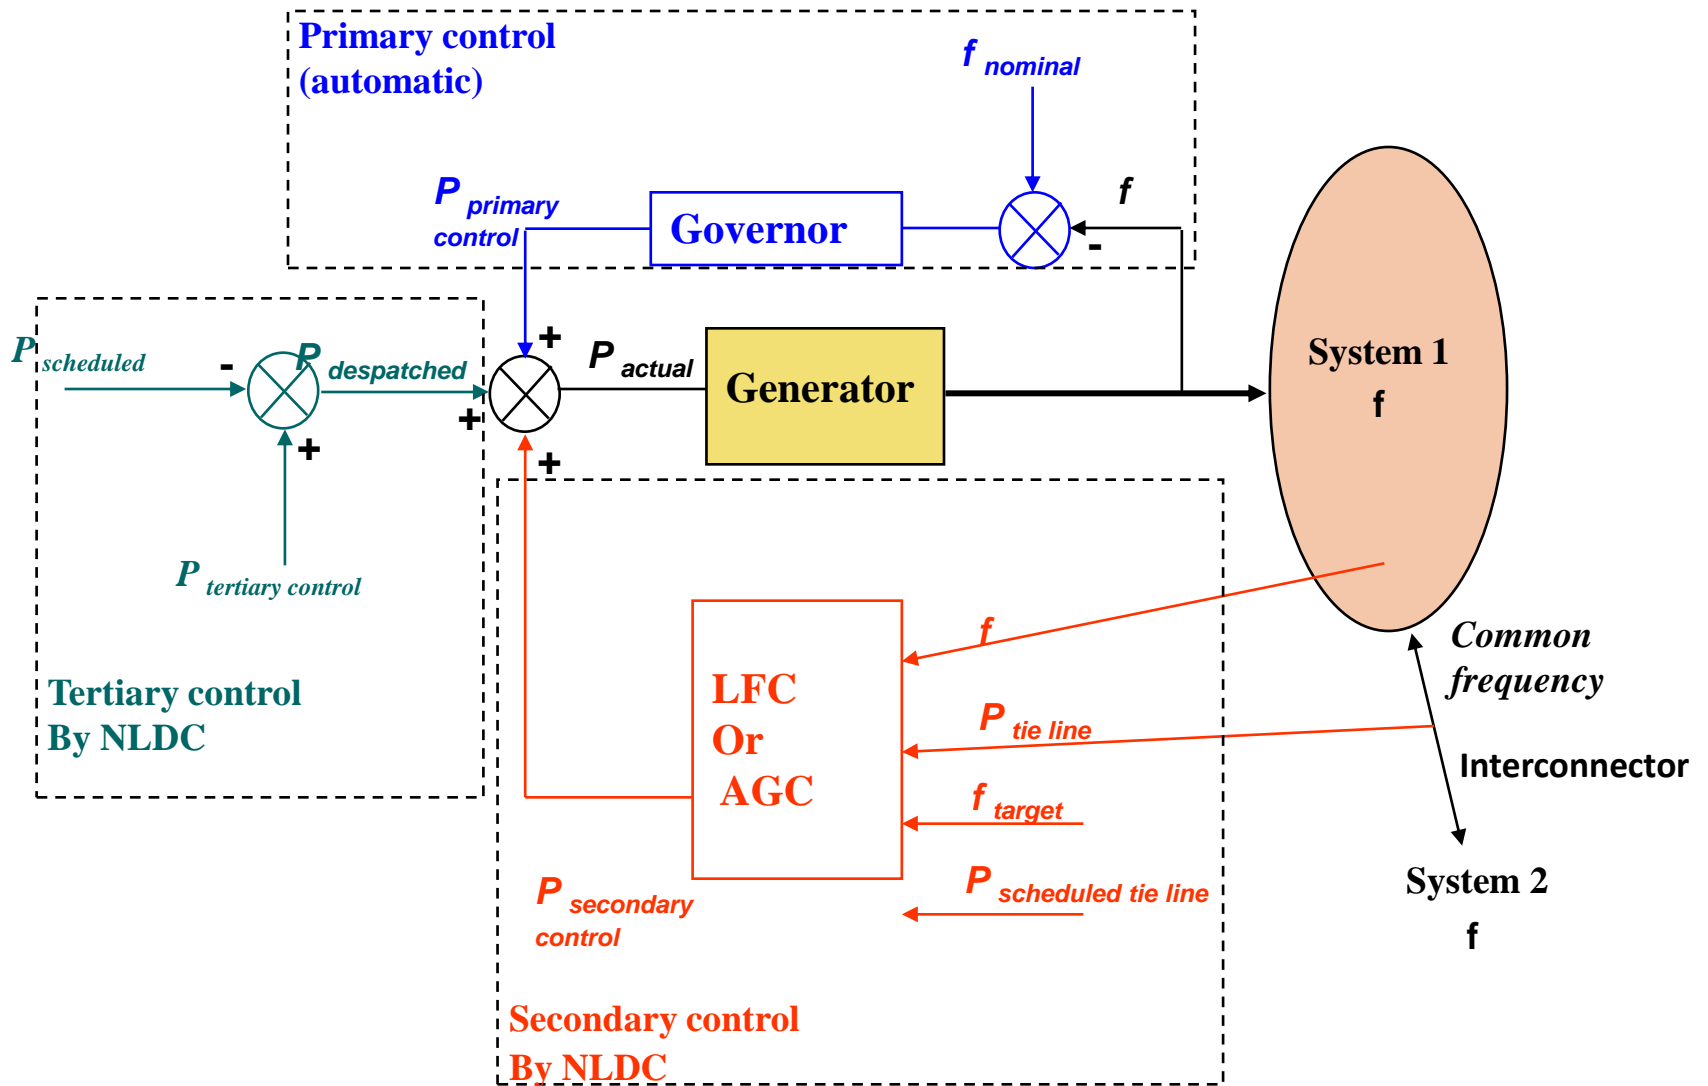 Primary control
(automatic)
f nominal
P primary
control
Governor
f
-
P scheduled
-
P despatched
+
+
P actual
Generator
System 1
f
+
+
P tertiary control
Tertiary control
By NLDC
LFC
Or
AGC
f
P tie line
f target
P scheduled tie line
P secondary
control
Secondary control
By NLDC
Common
frequency
Interconnector
System 2
f